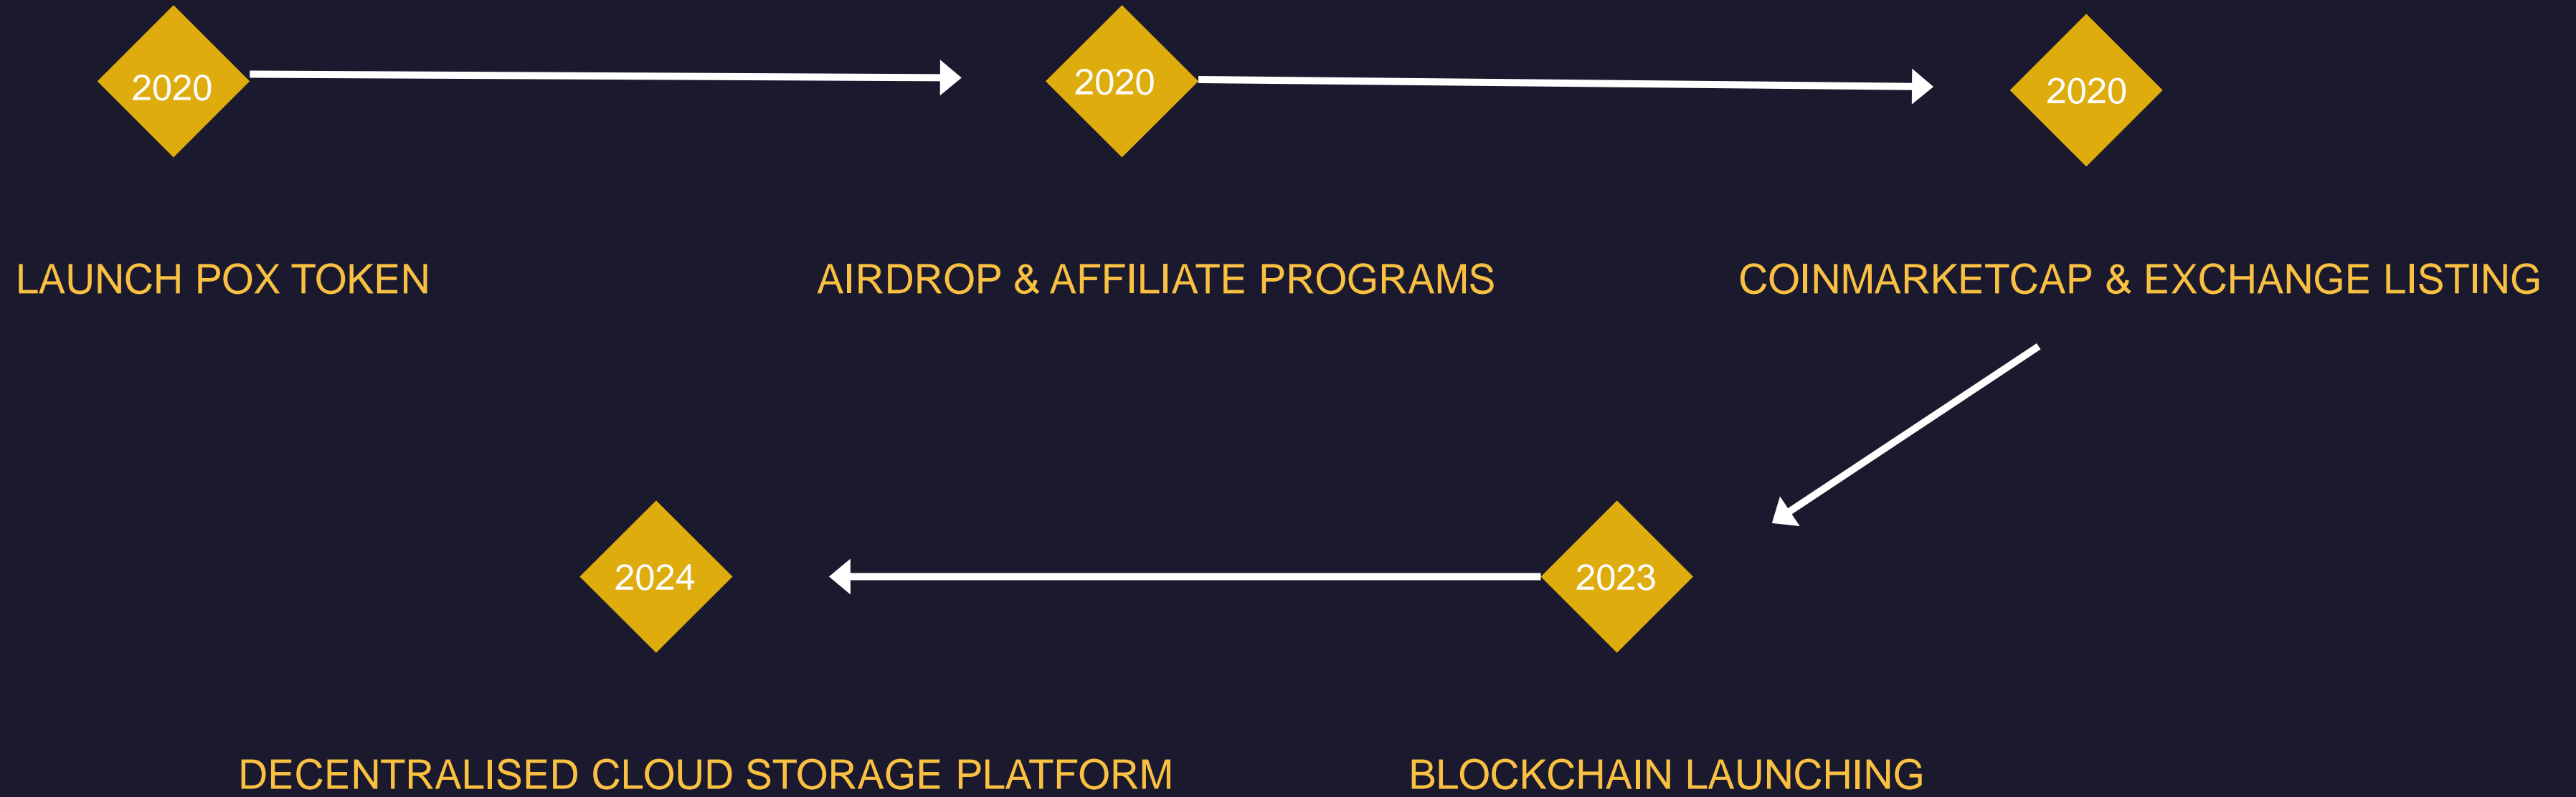 2020
2020
2020
LAUNCH POX TOKEN
AIRDROP & AFFILIATE PROGRAMS
COINMARKETCAP & EXCHANGE LISTING
2024
2023
DECENTRALISED CLOUD STORAGE PLATFORM
BLOCKCHAIN LAUNCHING